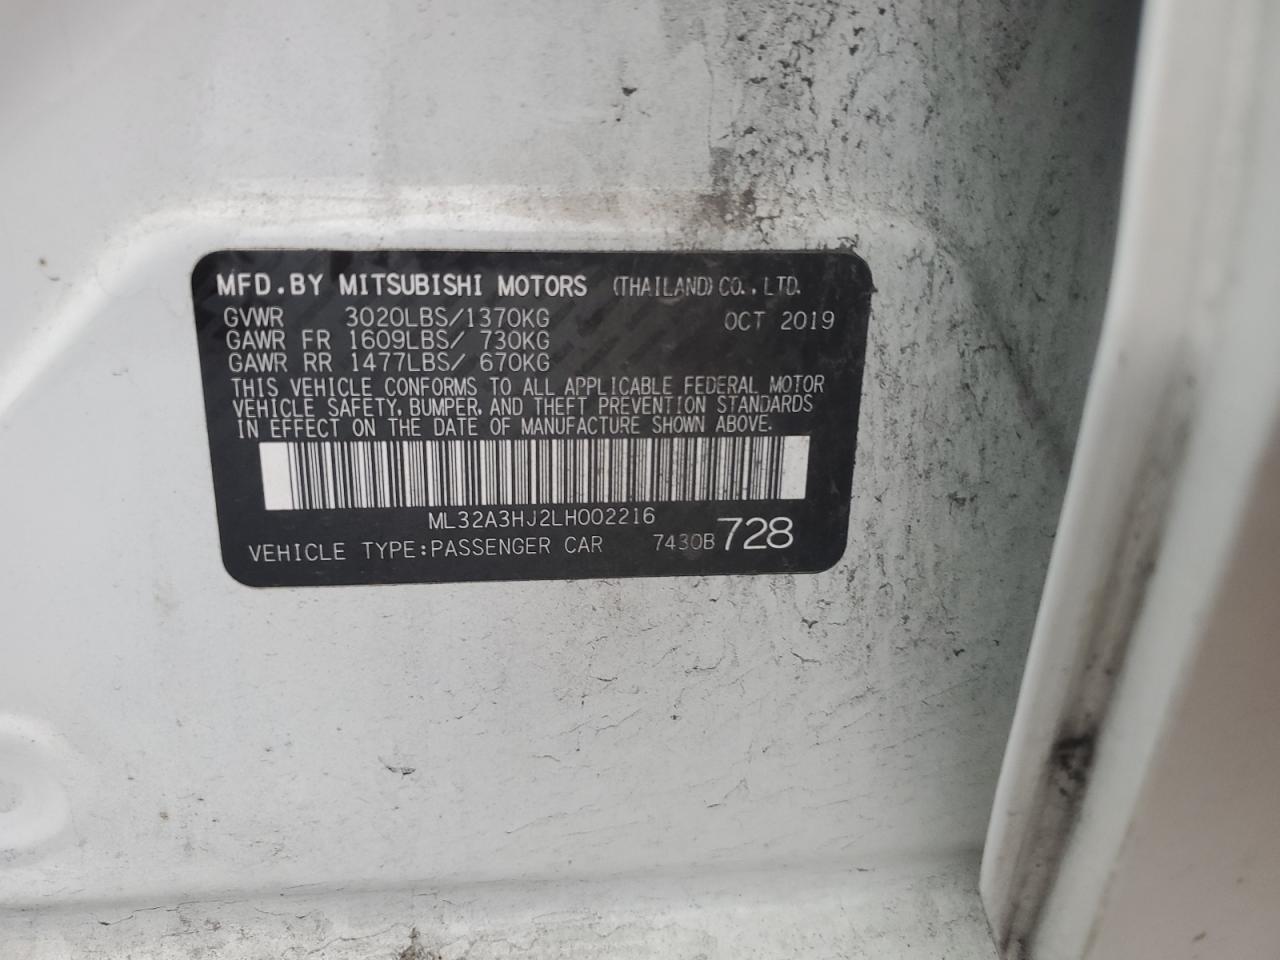 MFD.BY MITSUBISHI MOTORS (THAILAND) CO.,LTD.
GVWR 3020LBS/1370KG OCT 2019
GAWR FR 1609LBS/ 730KG
GAWR RR 1477LBS/ 670KG
THIS VEHICLE CONFORMS TO ALL APPLICABLE FEDERAL MOTOR
VEHICLE SAFETY, BUMPER, AND THEFT PREVENTION STANDARDS
IN EFFECT ON THE DATE OF MANUFACTURE SHOWN ABOVE.
ML32A3HJ2LH002216
VEHICLE TYPE:PASSENGER CAR 7430B728